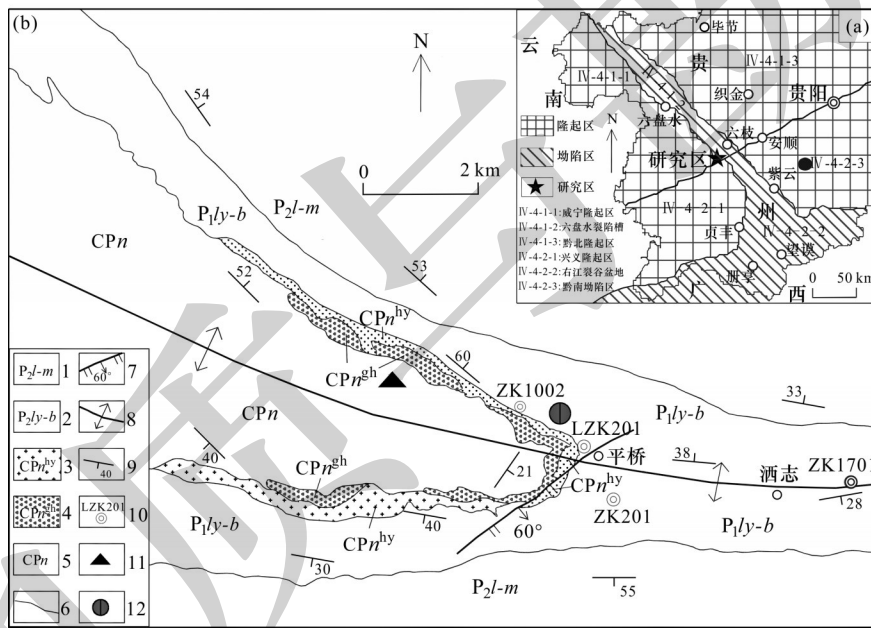 (b)
N
0 2 km
54
P₁ly-b
P₂l-m
CPn
52
53
CPnʰʸ
CPnᵍʰ
60
ZK1002
33
P₁ly-b
CPn
LZK201
平桥
38
洒志
ZK1701
28
40
CPnᵍʰ
21
CPnʰʸ
ZK201
P₁ly-b
P₁ly-b
CPnʰʸ
40
60°
30
P₂l-m
55
P₂l-m 1
60° 7
P₂ly-b 2
8
CPnʰʸ 3
40 9
CPnᵍʰ 4
LZK201 10
CPn 5
11
6
12
(a)
云
毕节
贵
Ⅳ-4-1-3
Ⅳ-4-1-1
Ⅳ-4-1-2
南
织金
贵阳
六盘水
隆起区
N
六枝
安顺
坳陷区
研究区
Ⅳ-4-2-3
研究区
紫云
Ⅳ-4-1-1:威宁隆起区
Ⅳ-4-2-1
州
Ⅳ-4-1-2:六盘水裂陷槽
Ⅳ-4-1-3:黔北隆起区
贞丰
Ⅳ-4-2-2
Ⅳ-4-2-1:兴义隆起区
望谟
Ⅳ-4-2-2:右江裂谷盆地
册亨
Ⅳ-4-2-3:黔南坳陷区
广
西
0 50 km